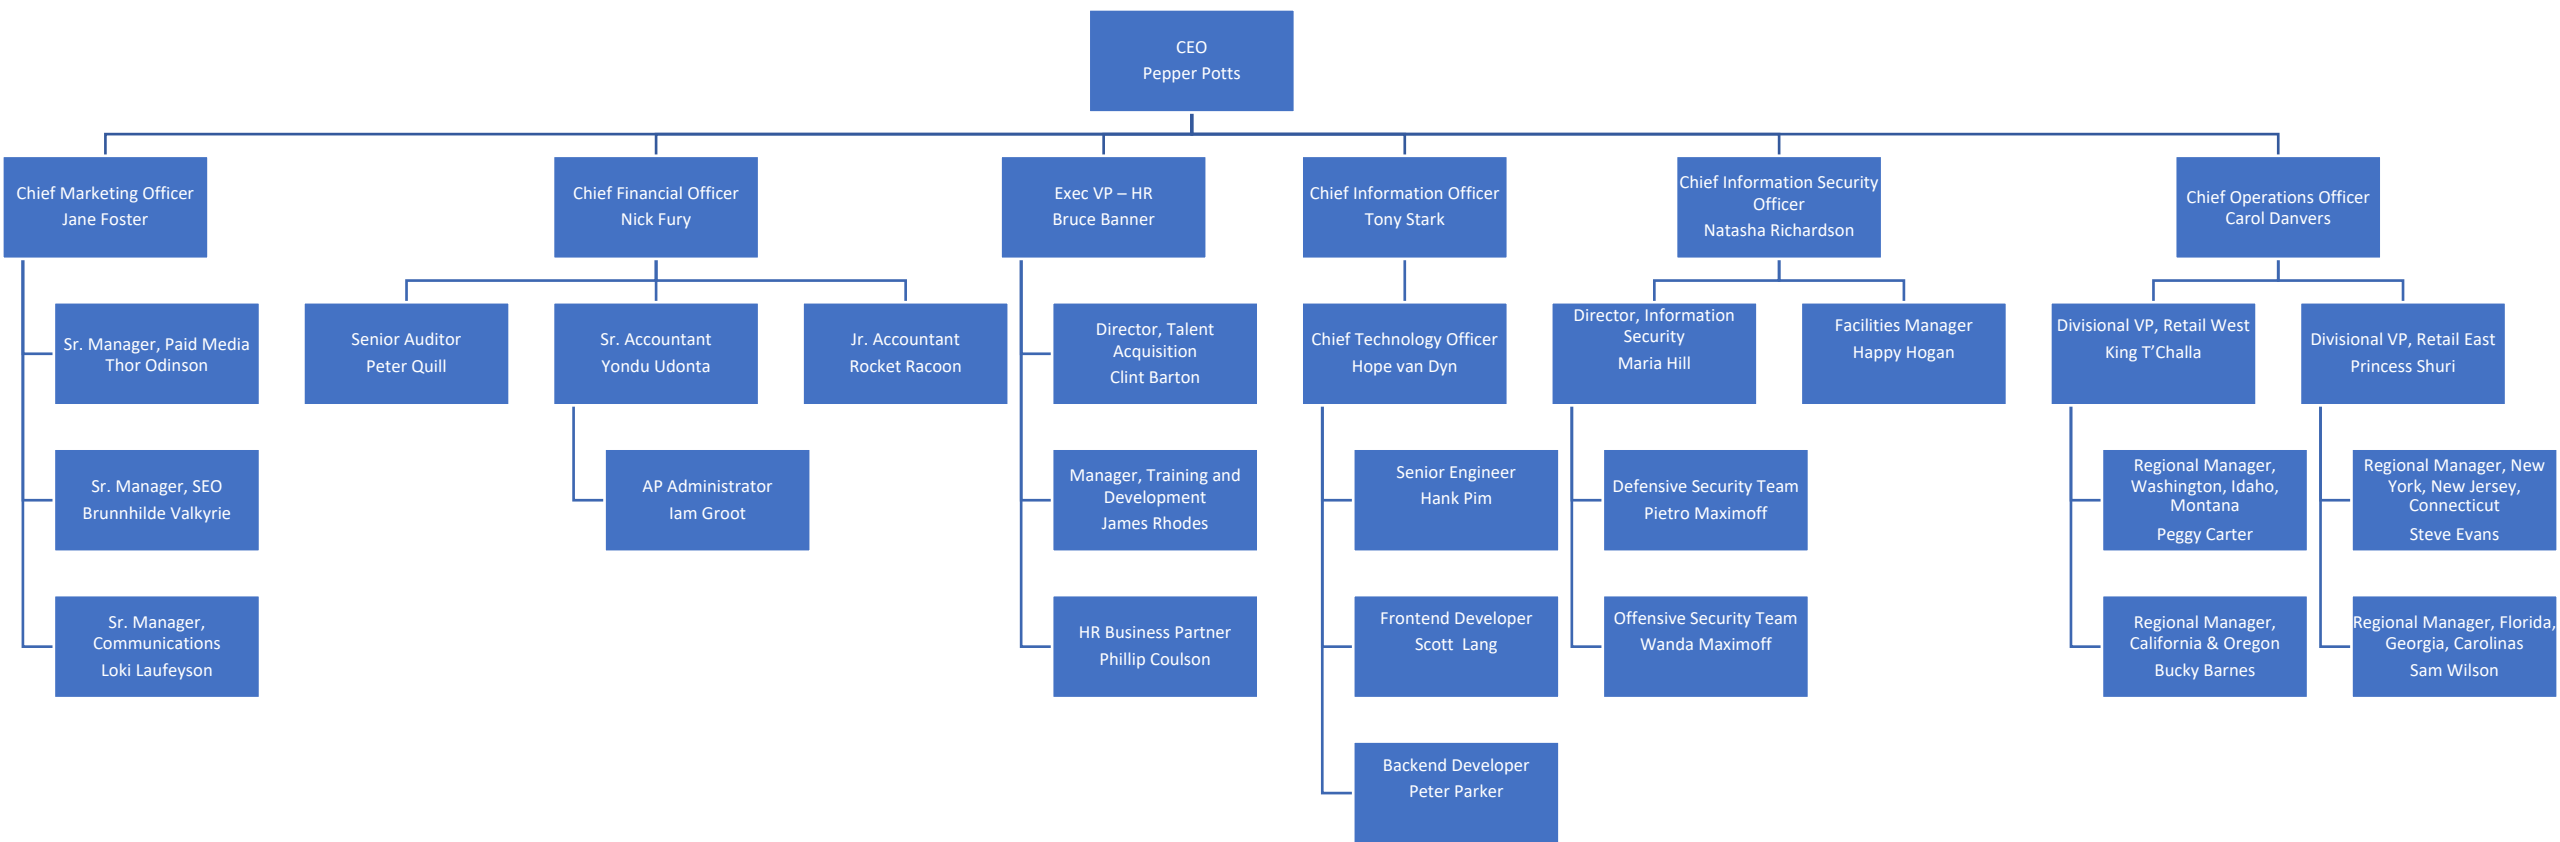 CEO
Pepper Potts
Chief Marketing Officer
Jane Foster
Chief Financial Officer
Nick Fury
Exec VP – HR
Bruce Banner
Chief Information Officer
Tony Stark
Chief Information Security
Officer
Natasha Richardson
Chief Operations Officer
Carol Danvers
Sr. Manager, Paid Media
Thor Odinson
Senior Auditor
Peter Quill
Sr. Accountant
Yondu Udonta
Jr. Accountant
Rocket Racoon
Director, Talent
Acquisition
Clint Barton
Chief Technology Officer
Hope van Dyn
Director, Information
Security
Maria Hill
Facilities Manager
Happy Hogan
Divisional VP, Retail West
King T’Challa
Divisional VP, Retail East
Princess Shuri
Sr. Manager, SEO
Brunnhilde Valkyrie
AP Administrator
Iam Groot
Manager, Training and
Development
James Rhodes
Senior Engineer
Hank Pim
Defensive Security Team
Pietro Maximoff
Regional Manager,
Washington, Idaho,
Montana
Peggy Carter
Regional Manager, New
York, New Jersey,
Connecticut
Steve Evans
Sr. Manager,
Communications
Loki Laufeyson
HR Business Partner
Phillip Coulson
Frontend Developer
Scott  Lang
Offensive Security Team
Wanda Maximoff
Regional Manager,
California & Oregon
Bucky Barnes
Regional Manager, Florida,
Georgia, Carolinas
Sam Wilson
Backend Developer
Peter Parker